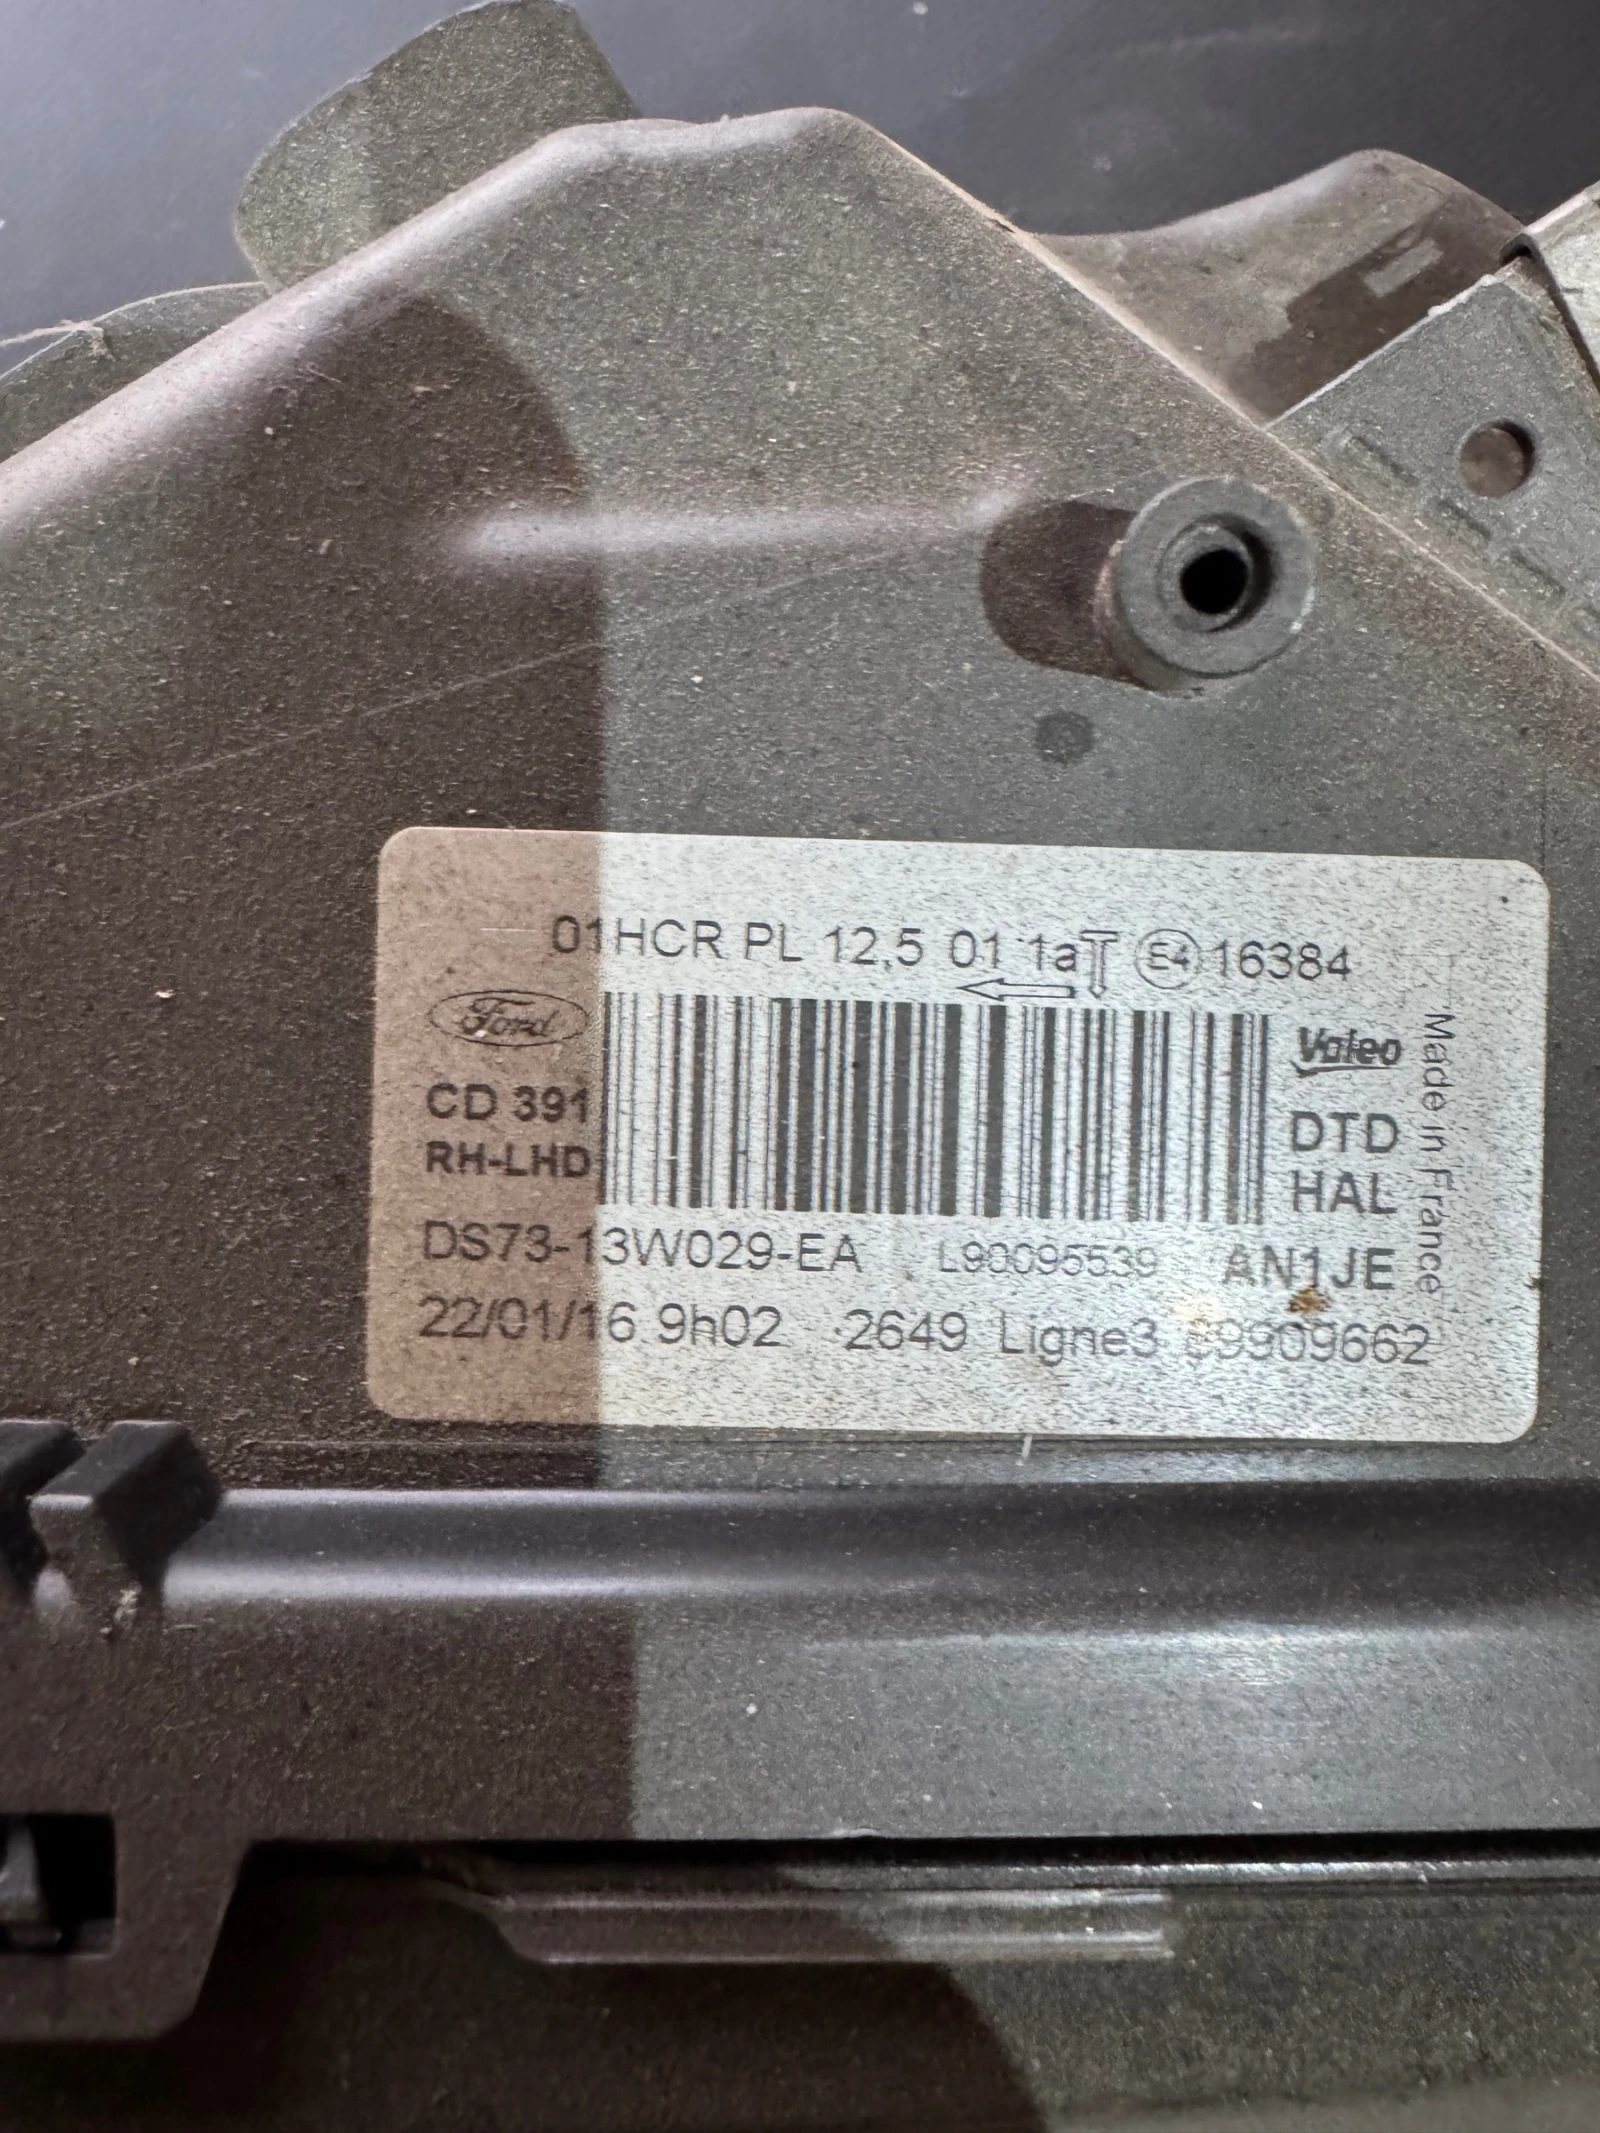 01HCR PL 12,5 01 1a E4 16384
Ford
Valeo
CD 391
DTD
RH-LHD
HAL
DS73-13W029-EA L90095539 AN1JE
22/01/16 9h02 2649 Ligne3
Made in France